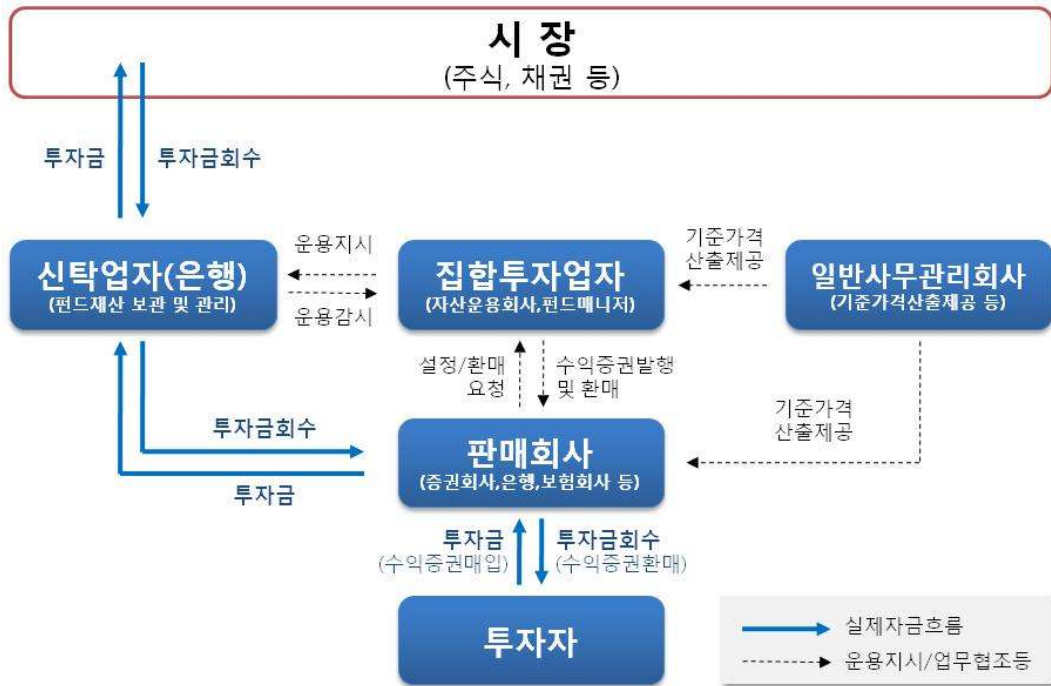 시 장
(주식, 채권 등)
투자금
투자금회수
신탁업자(은행)
(펀드재산 보관 및 관리)
운용지시
운용감시
집합투자업자
(자산운용회사,펀드매니저)
기준가격
산출제공
일반사무관리회사
(기준가격산출제공 등)
설정/환매
요청
수익증권발행
및 환매
기준가격
산출제공
투자금회수
투자금
판매회사
(증권회사,은행,보험회사 등)
투자금
(수익증권매입)
투자금회수
(수익증권환매)
투자자
실제자금흐름
운용지시/업무협조등